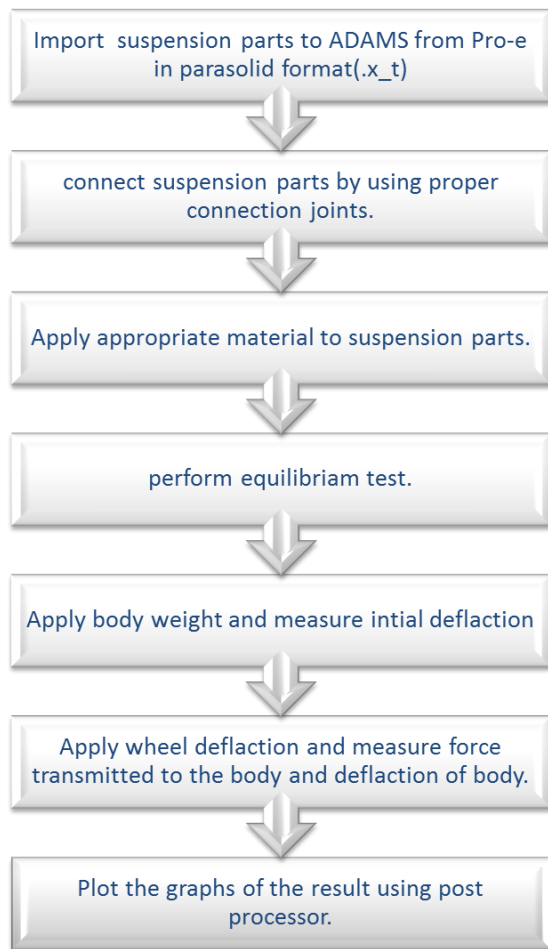 Import suspension parts to ADAMS from Pro-e
in parasolid format(.x_t)
connect suspension parts by using proper
connection joints.
Apply appropriate material to suspension parts.
perform equilibriam test.
Apply body weight and measure intial deflaction
Apply wheel deflaction and measure force
transmitted to the body and deflaction of body.
Plot the graphs of the result using post
processor.